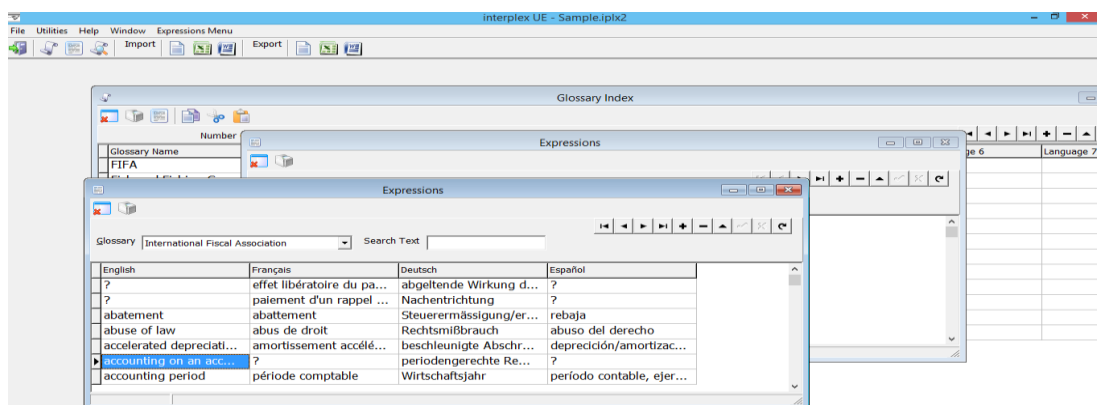 interplex UE - Sample.iplx2
File Utilities Help Window Expressions Menu
Import Export
Glossary Index
Number
Glossary Name
FIFA
Expressions
ge 6 Language 7
Expressions
Glossary International Fiscal Association Search Text
English Français Deutsch Español
? effet libératoire du pa... abgeltende Wirkung d... ?
? paiement d'un rappel ... Nachentrichtung ?
abatement abattement Steuerermässigung/er... rebaja
abuse of law abus de droit Rechtsmißbrauch abuso del derecho
accelerated depreciati... amortissement accélé... beschleunigte Abschr... depreciión/amortizac...
accounting on an acc... ? periodengerechte Re... ?
accounting period période comptable Wirtschaftsjahr período contable, ejer...